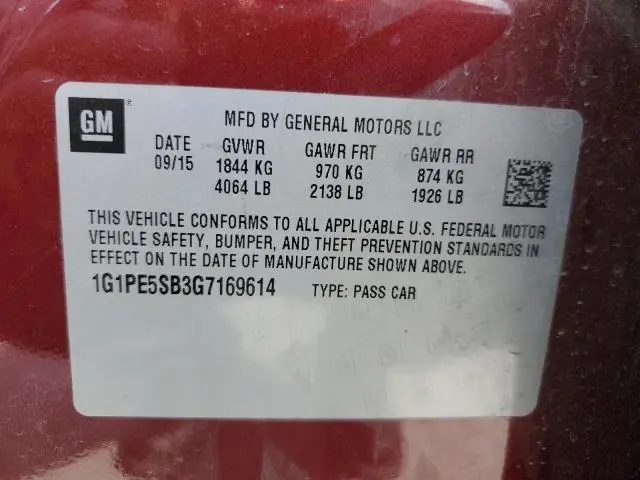 GM ®
MFD BY GENERAL MOTORS LLC
DATE GVWR GAWR FRT GAWR RR
09/15 1844 KG 970 KG 874 KG
4064 LB 2138 LB 1926 LB
THIS VEHICLE CONFORMS TO ALL APPLICABLE U.S. FEDERAL MOTOR
VEHICLE SAFETY, BUMPER, AND THEFT PREVENTION STANDARDS IN
EFFECT ON THE DATE OF MANUFACTURE SHOWN ABOVE.
1G1PE5SB3G7169614 TYPE: PASS CAR